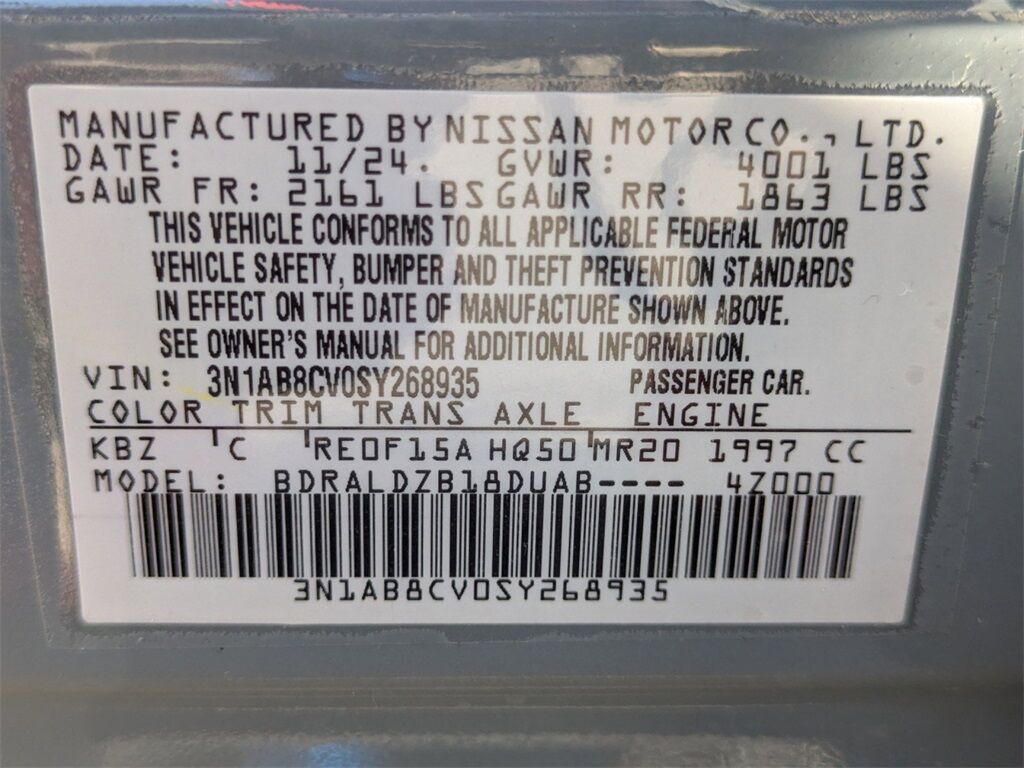 MANUFACTURED BY NISSAN MOTOR CO., LTD.
DATE: 11/24. GVWR: 4001 LBS
GAWR FR: 2161 LBS GAWR RR: 1863 LBS
THIS VEHICLE CONFORMS TO ALL APPLICABLE FEDERAL MOTOR
VEHICLE SAFETY, BUMPER AND THEFT PREVENTION STANDARDS
IN EFFECT ON THE DATE OF MANUFACTURE SHOWN ABOVE.
SEE OWNER'S MANUAL FOR ADDITIONAL INFORMATION.
VIN: 3N1AB8CV0SY268935 PASSENGER CAR.
COLOR TRIM TRANS AXLE ENGINE
KBZ C RE0F15A HQ50 MR20 1997 CC
MODEL: BDRALDZB18DUAB---- 4Z000
3N1AB8CV0SY268935